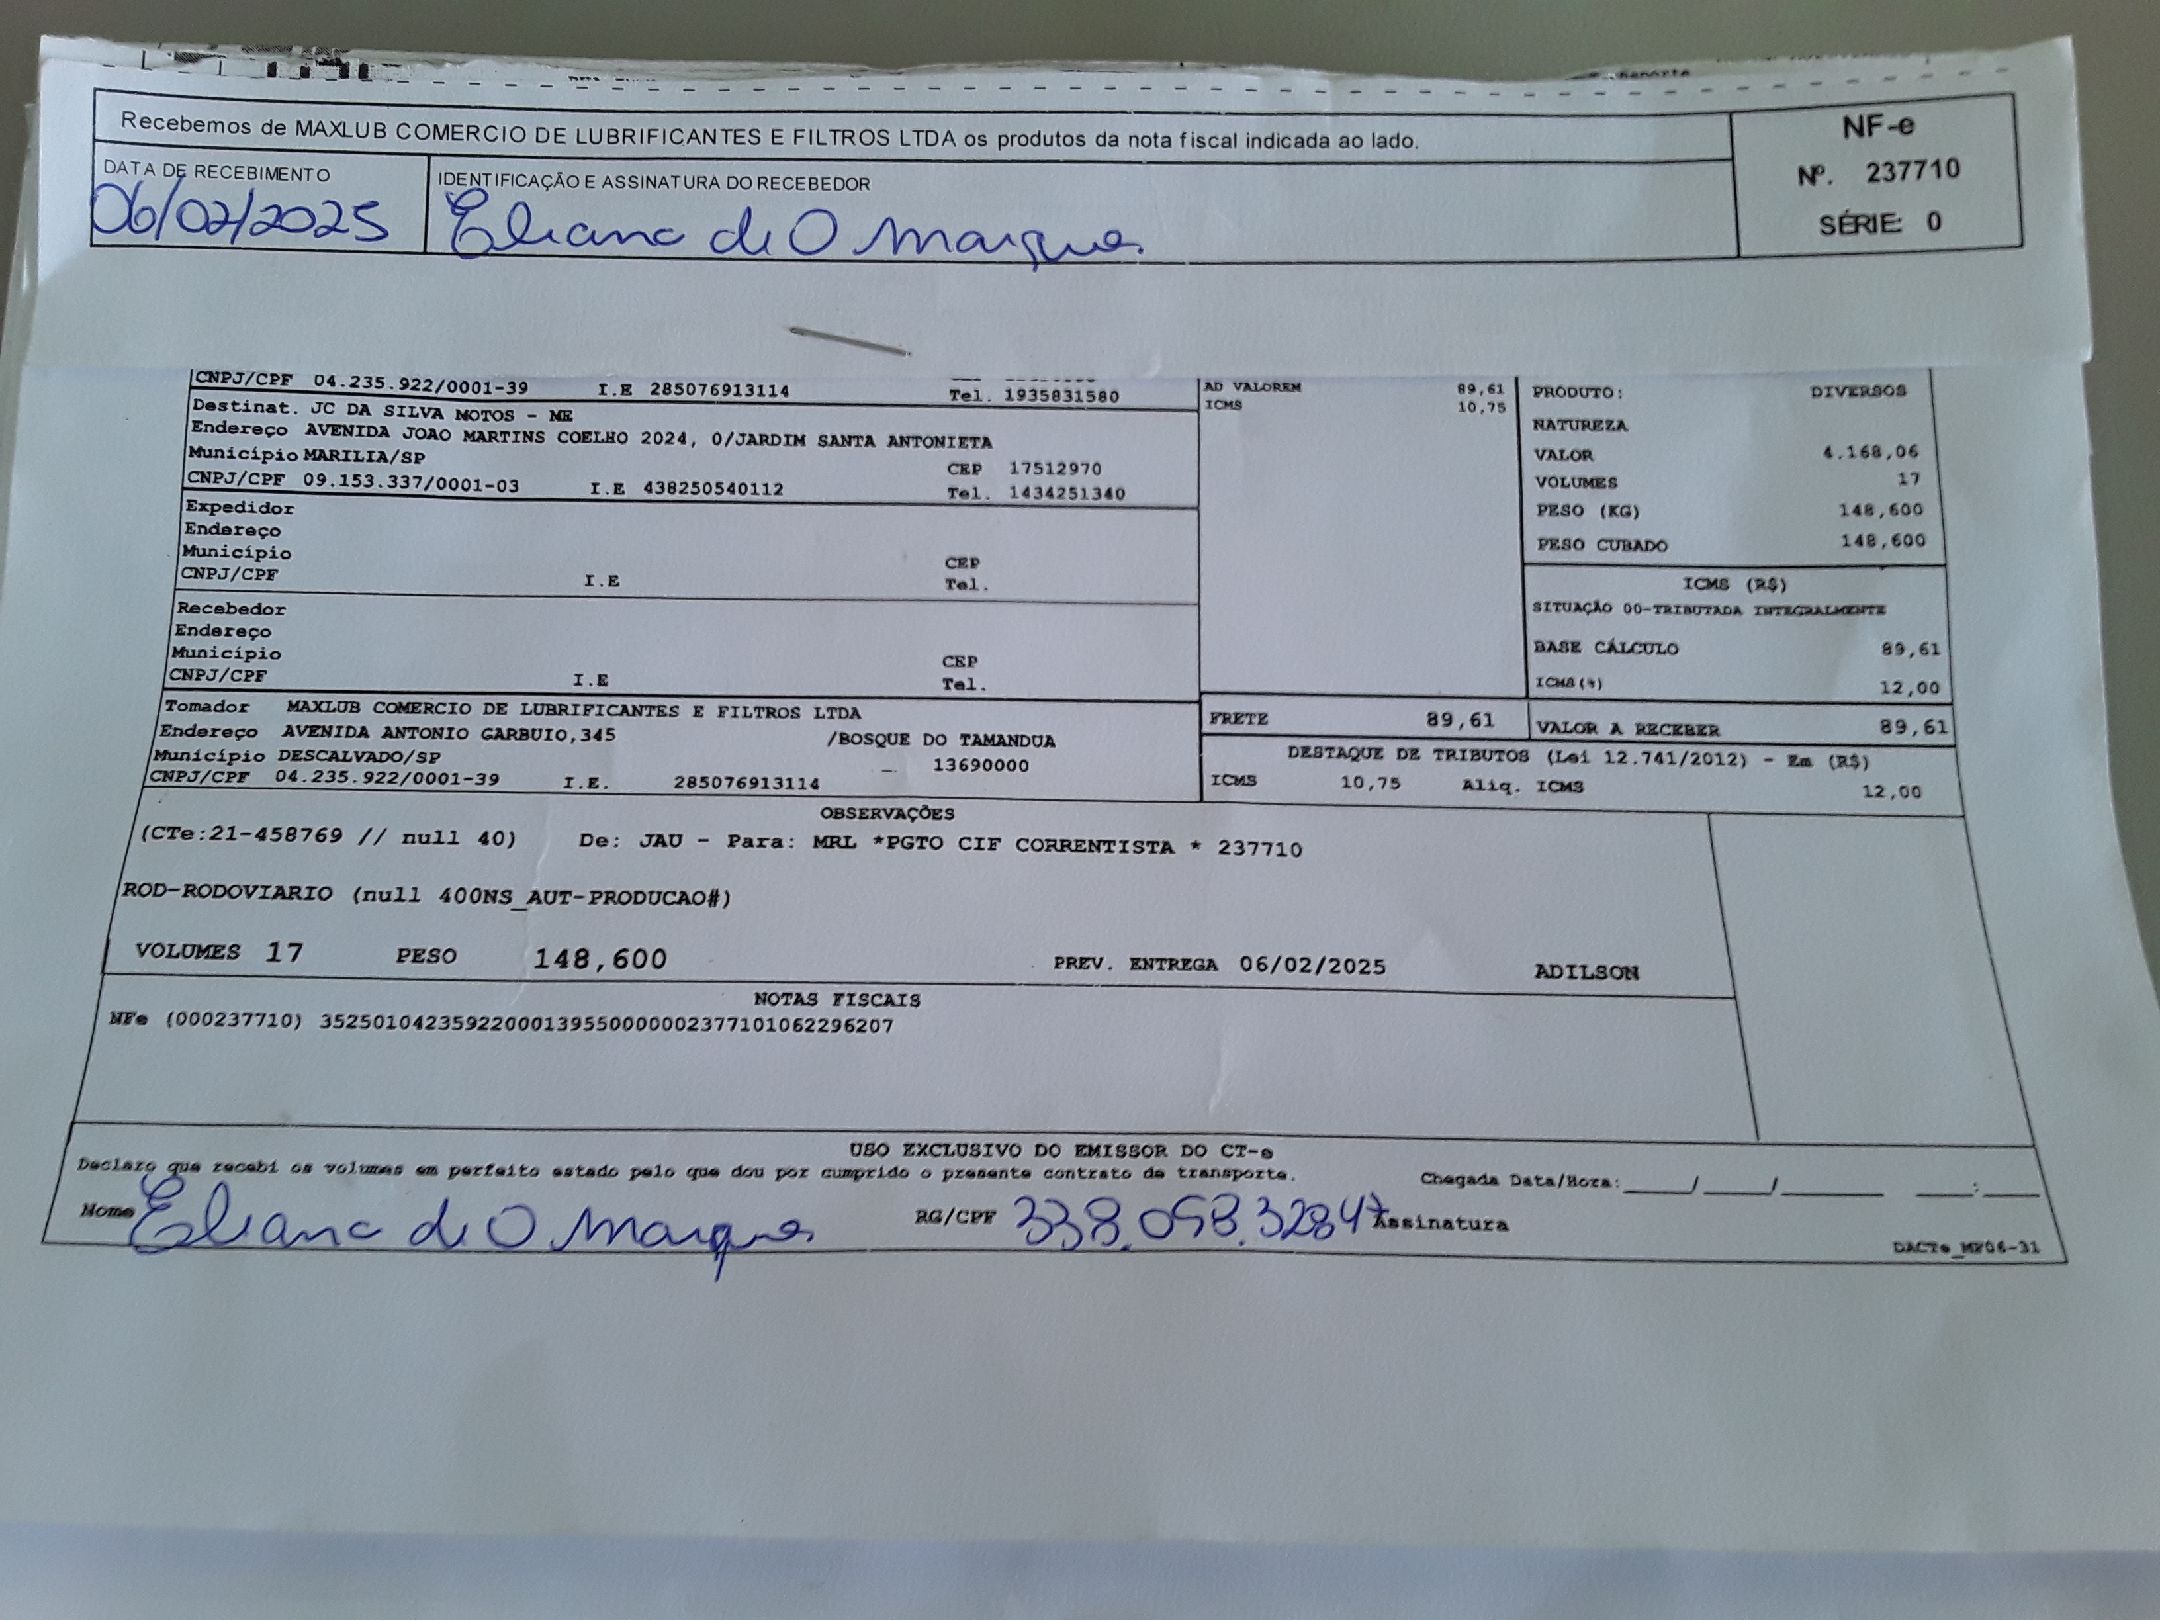 Recebemos de MAXLUB COMERCIO DE LUBRIFICANTES E FILTROS LTDA os produtos da nota fiscal indicada ao lado.
NF-e
Nº. 237710
SÉRIE: 0
DATA DE RECEBIMENTO
06/02/2025
IDENTIFICAÇÃO E ASSINATURA DO RECEBEDOR
Eliane de O Marques
CNPJ/CPF 04.235.922/0001-39 I.E 285076913114 Tel. 1935831580
Destinat. JC DA SILVA MOTOS - ME
Endereço AVENIDA JOAO MARTINS COELHO 2024, 0/JARDIM SANTA ANTONIETA
Município MARILIA/SP CEP 17512970
CNPJ/CPF 09.153.337/0001-03 I.E 438250540112 Tel. 1434251340
Expedidor
Endereço
Município CEP
CNPJ/CPF I.E Tel.
Recebedor
Endereço
Município CEP
CNPJ/CPF I.E Tel.
Tomador MAXLUB COMERCIO DE LUBRIFICANTES E FILTROS LTDA
Endereço AVENIDA ANTONIO GARBUIO,345 /BOSQUE DO TAMANDUA
Município DESCALVADO/SP 13690000
CNPJ/CPF 04.235.922/0001-39 I.E. 285076913114
AD VALOREM 89,61
ICMS 10,75
FRETE 89,61
PRODUTO: DIVERSOS
NATUREZA
VALOR 4.168,06
VOLUMES 17
PESO (KG) 148,600
PESO CUBADO 148,600
ICMS (R$)
SITUAÇÃO 00-TRIBUTADA INTEGRALMENTE
BASE CÁLCULO 89,61
ICMS(%) 12,00
VALOR A RECEBER 89,61
DESTAQUE DE TRIBUTOS (Lei 12.741/2012) - Em (R$)
ICMS 10,75 Aliq. ICMS 12,00
OBSERVAÇÕES
(CTe:21-458769 // null 40) De: JAU - Para: MRL *PGTO CIF CORRENTISTA * 237710
ROD-RODOVIARIO (null 400NS_AUT-PRODUCAO#)
VOLUMES 17 PESO 148,600 PREV. ENTREGA 06/02/2025 ADILSON
NOTAS FISCAIS
NFe (000237710) 35250104235922000139550000002377101062296207
USO EXCLUSIVO DO EMISSOR DO CT-e
Declaro que recebi os volumes em perfeito estado pelo que dou por cumprido o presente contrato de transporte. Chegada Data/Hora:____/____/______ ___:___
Nome Eliane de O Marques RG/CPF 338.058.32847 Assinatura
DACTe_MR06-31